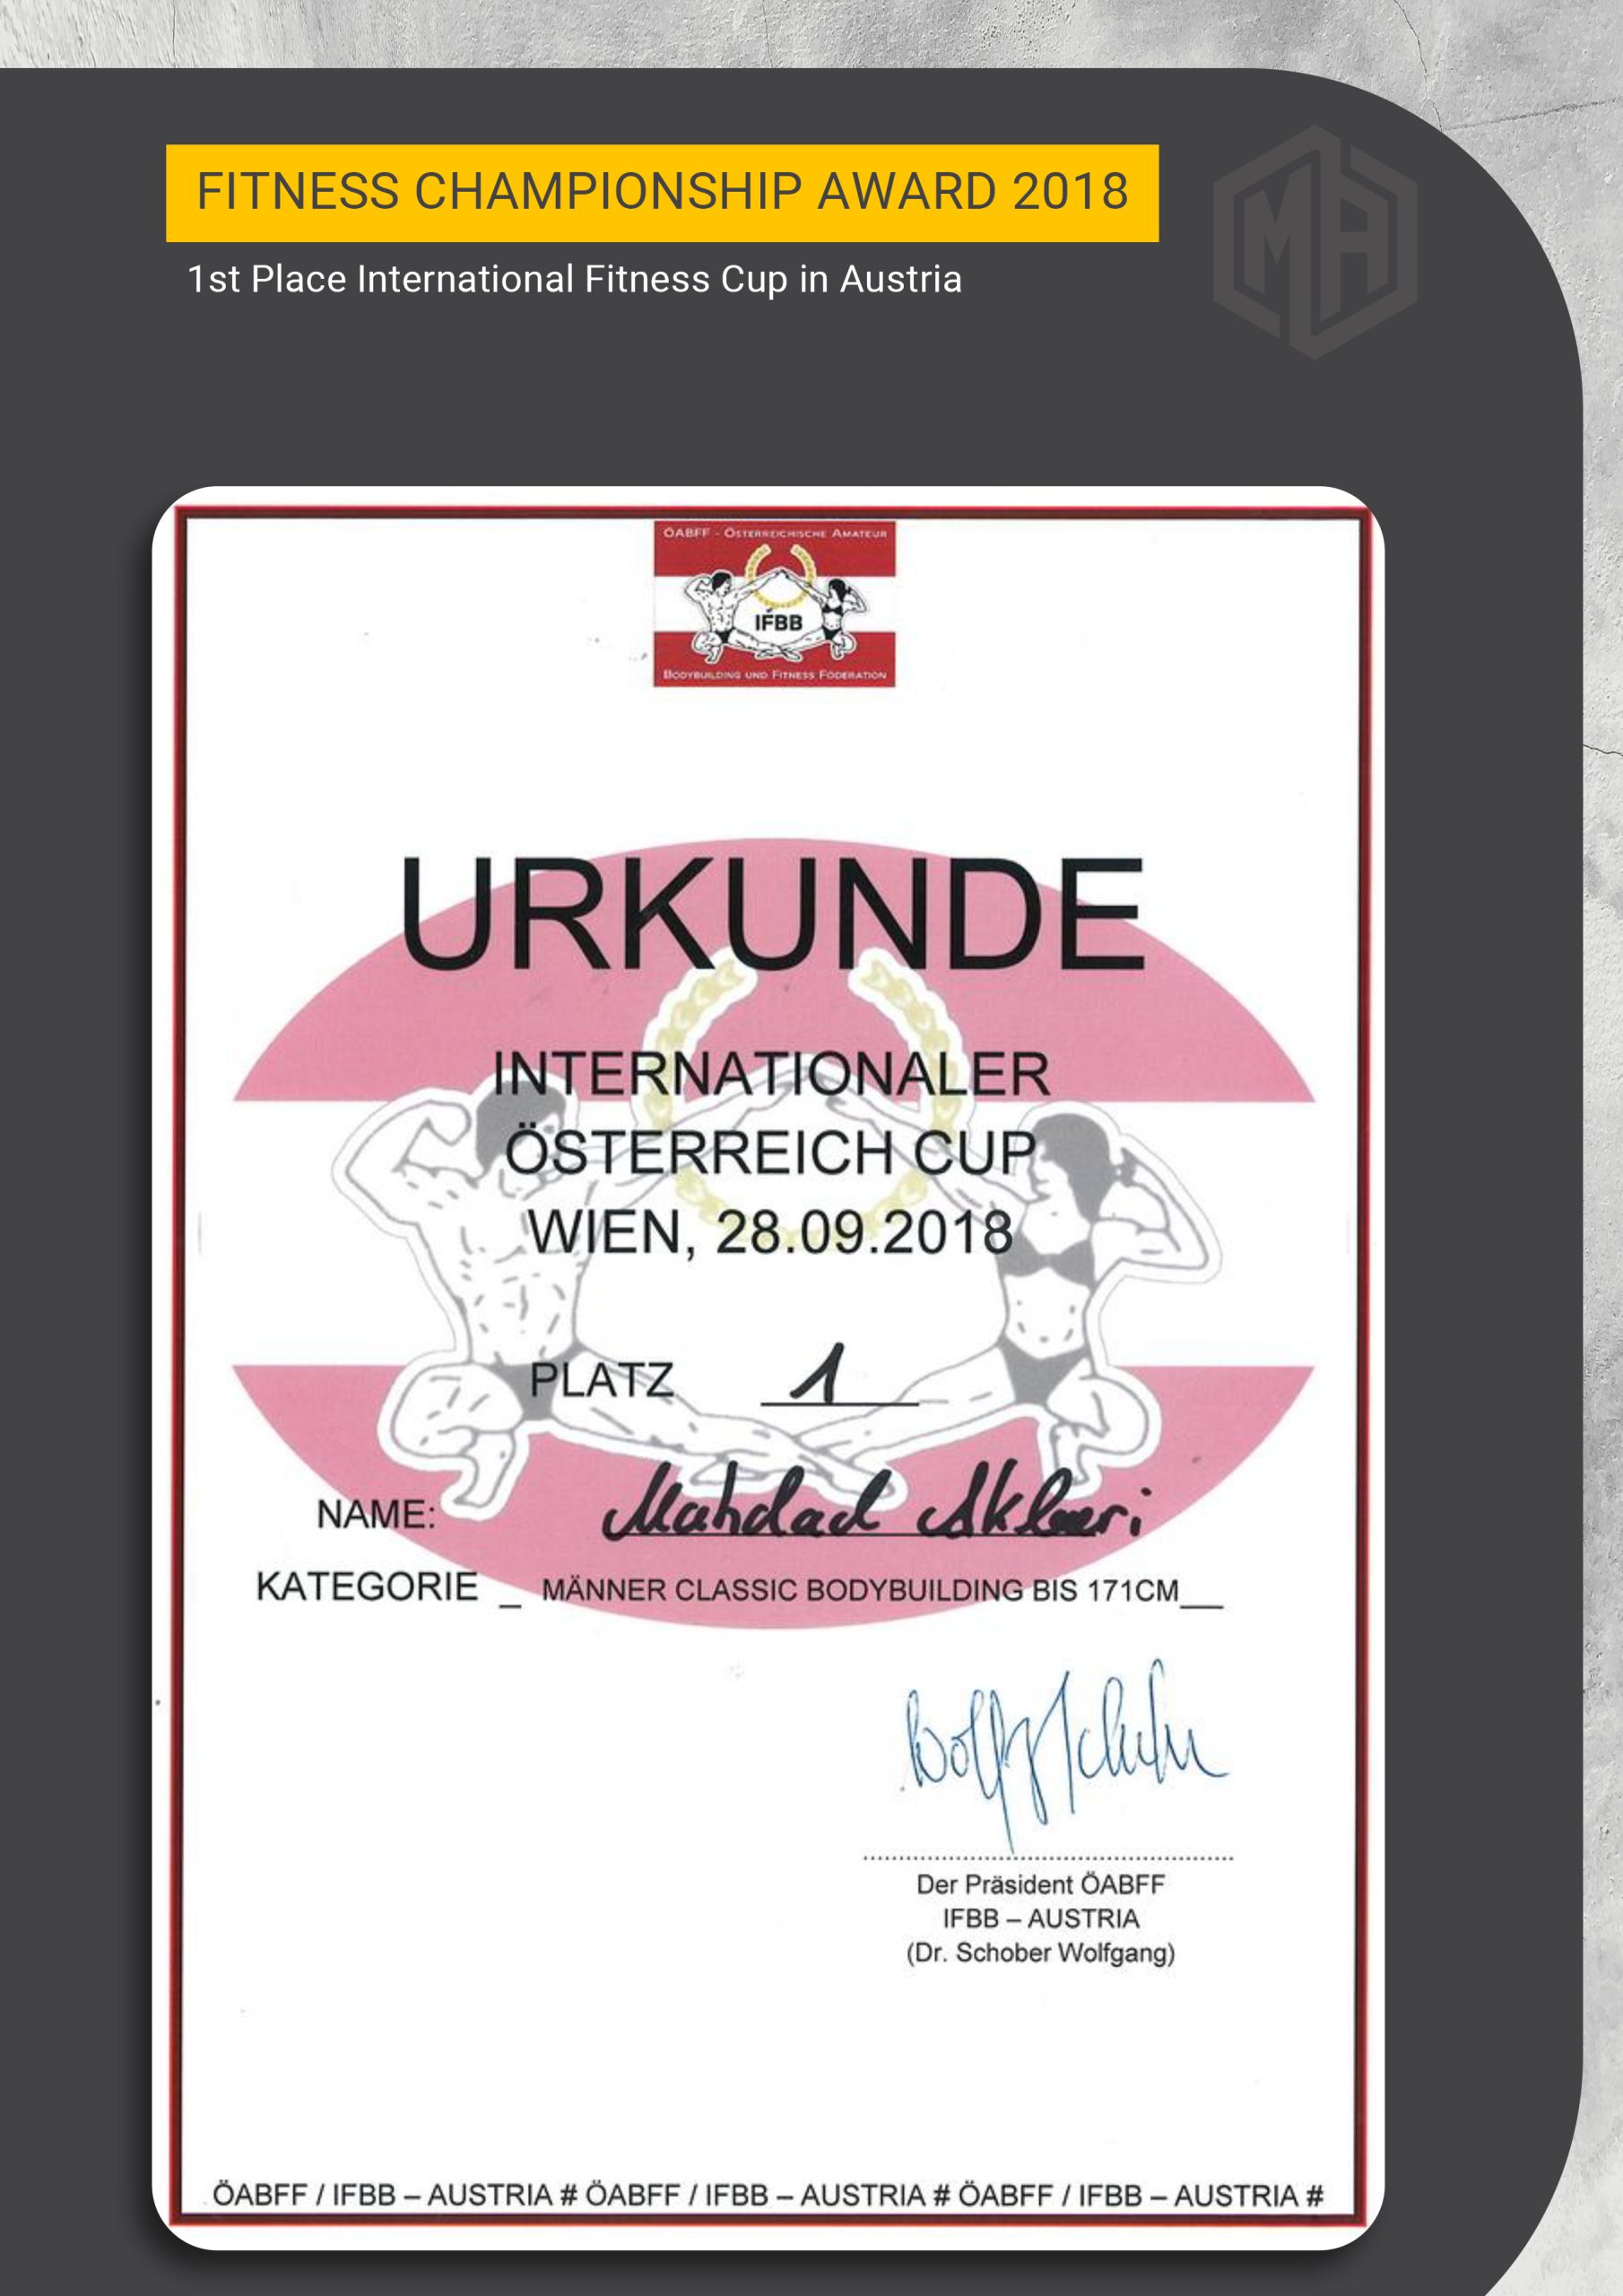 FITNESS CHAMPIONSHIP AWARD 2018
1st Place International Fitness Cup in Austria
MA
ÖABFF - ÖSTERREICHISCHE AMATEUR
IFBB
BODYBUILDING UND FITNESS FÖDERATION
URKUNDE
INTERNATIONALER
ÖSTERREICH CUP
WIEN, 28.09.2018
PLATZ 1
NAME: Mahdad
KATEGORIE _ MÄNNER CLASSIC BODYBUILDING BIS 171CM__
Der Präsident ÖABFF
IFBB – AUSTRIA
(Dr. Schober Wolfgang)
ÖABFF / IFBB – AUSTRIA # ÖABFF / IFBB – AUSTRIA # ÖABFF / IFBB – AUSTRIA #